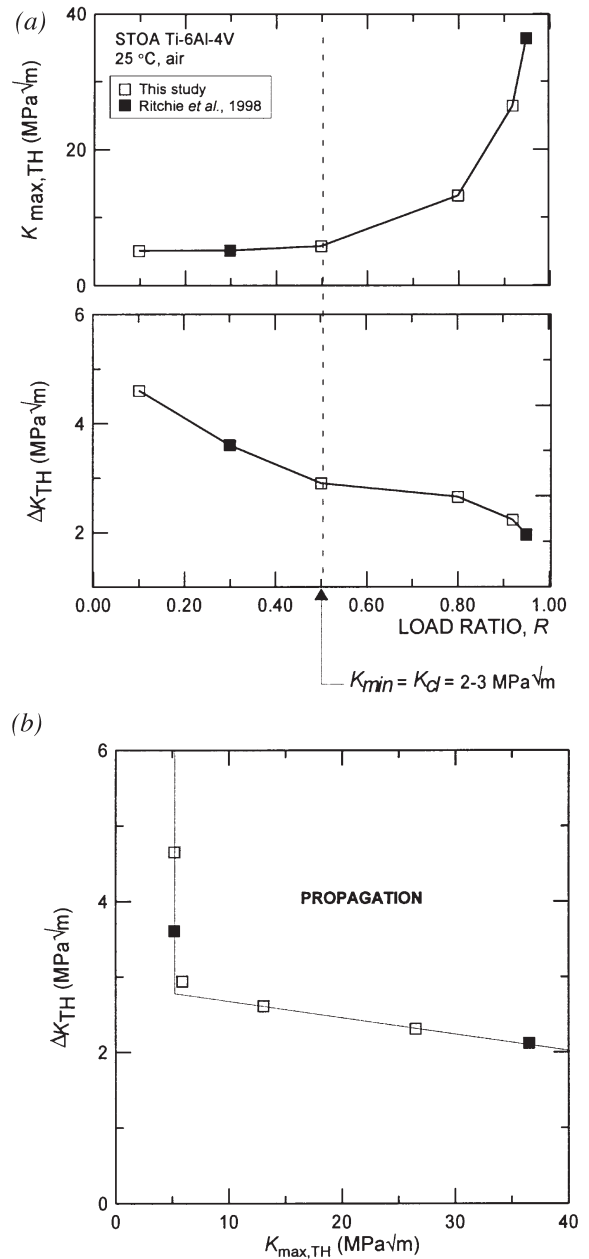 (a)
STOA Ti-6Al-4V
25 °C, air
This study
Ritchie et al., 1998
K max,TH (MPa√m)
40
20
0
ΔKTH (MPa√m)
6
4
2
0.00 0.20 0.40 0.60 0.80 1.00
LOAD RATIO, R
Kmin = Kcl = 2-3 MPa√m
(b)
ΔKTH (MPa√m)
6
4
2
0
PROPAGATION
0 10 20 30 40
Kmax,TH (MPa√m)